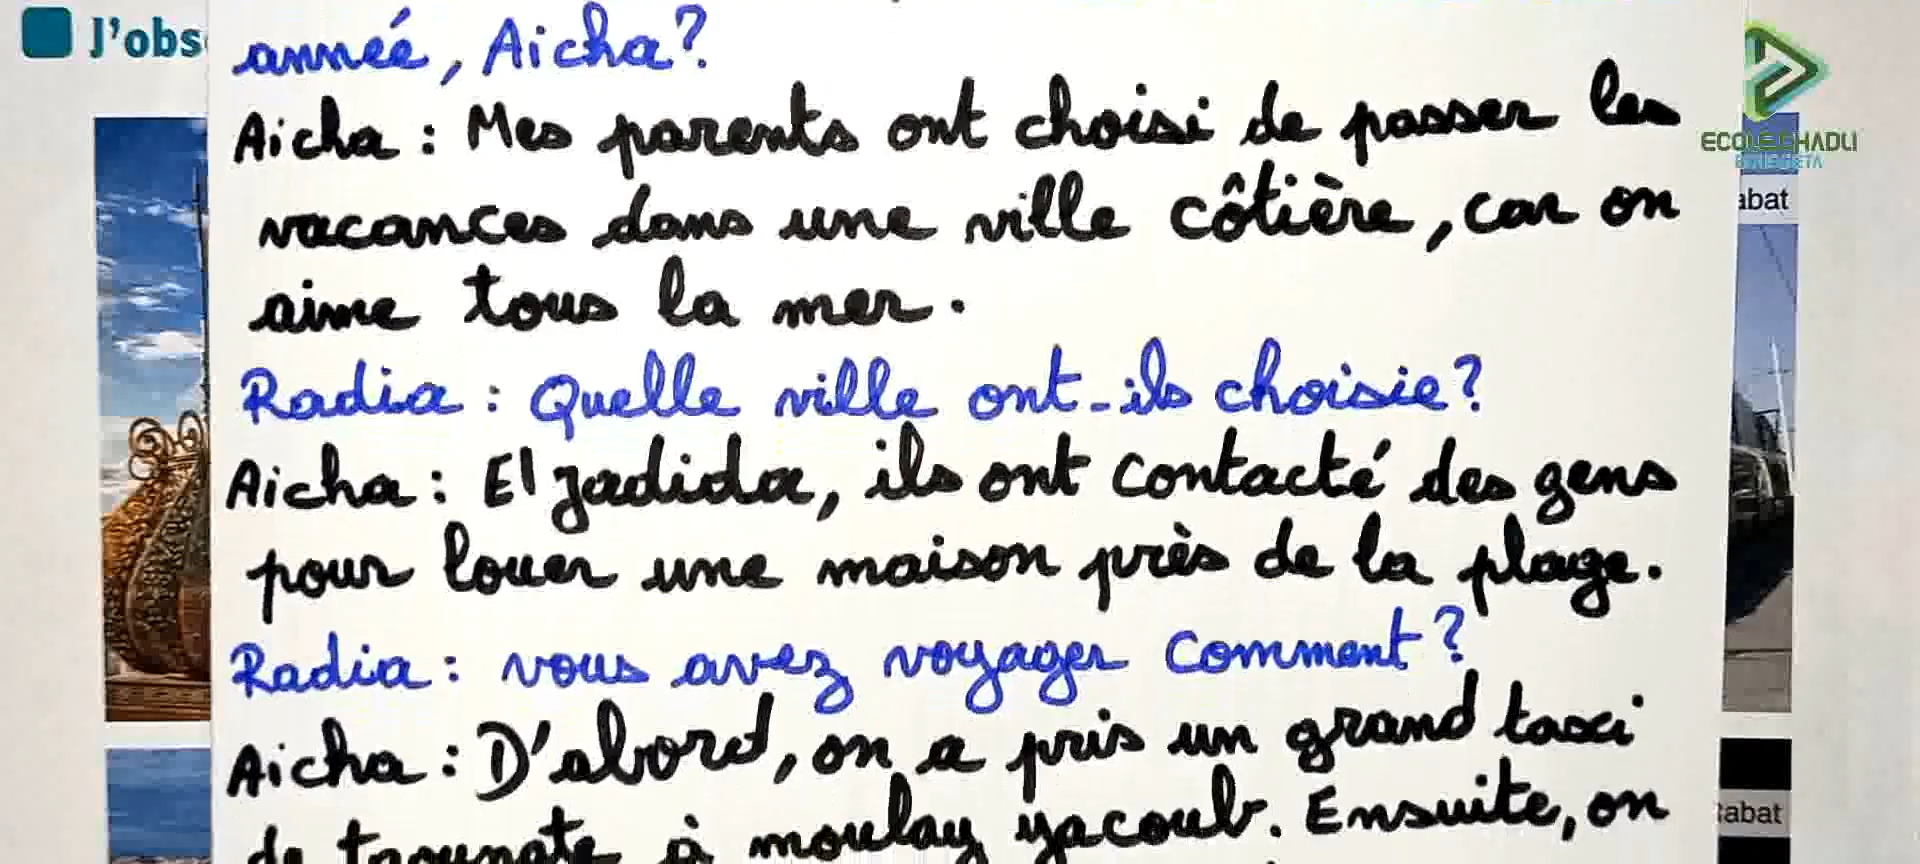 J'obs
année, Aicha?
Aicha : Mes parents ont choisi de passer les
vacances dans une ville côtière, car on
aime tous la mer.
Radia : Quelle ville ont-ils choisie?
Aicha : El jadida, ils ont contacté des gens
pour louer une maison près de la plage.
Radia : vous avez voyager comment?
Aicha : D'abord, on a pris un grand taxi
de taounate à moulay yacoub. Ensuite, on
ECOLE GHADLI
abat
abat